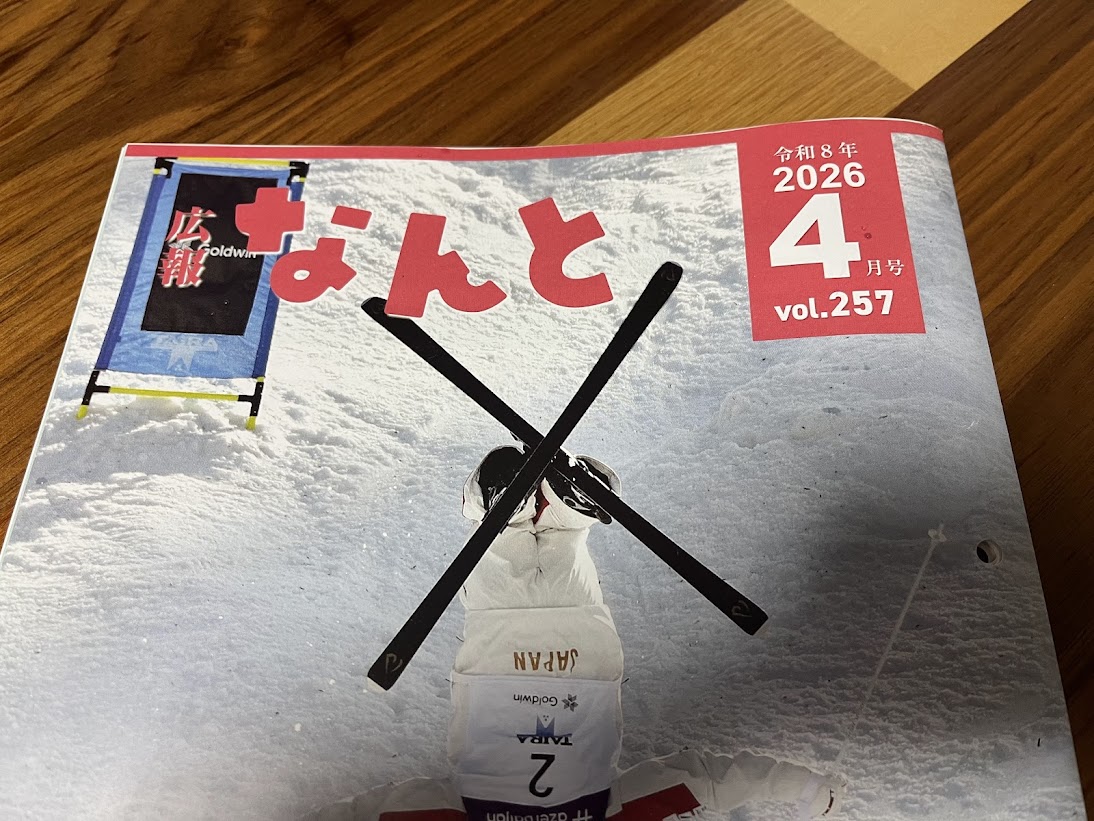 広報
なんと
令和8年
2026
4月号
vol.257
Goldwin
TAIRA
JAPAN
Goldwin
TAIRA
2
#azerbaijan